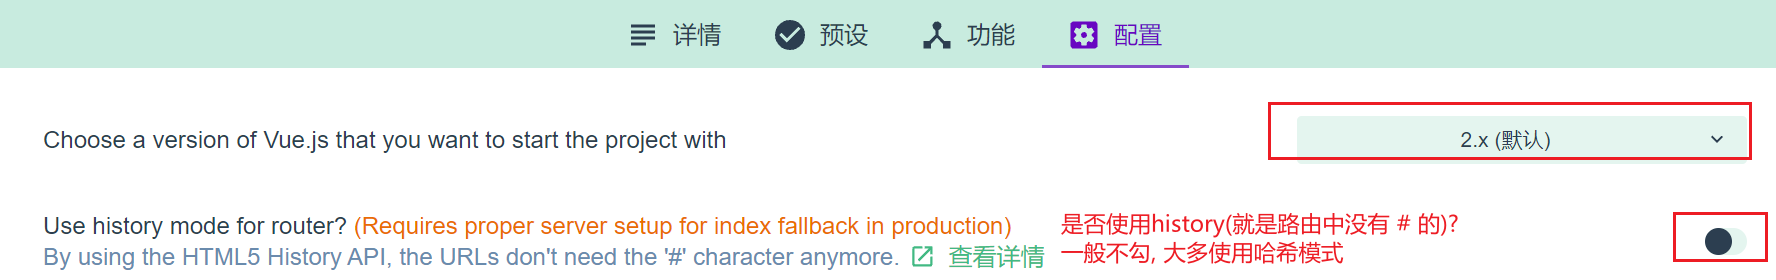 详情 预设 功能 配置
Choose a version of Vue.js that you want to start the project with 2.x (默认)
Use history mode for router? (Requires proper server setup for index fallback in production)
By using the HTML5 History API, the URLs don't need the '#' character anymore. 查看详情
是否使用history(就是路由中没有 # 的)?
一般不勾, 大多使用哈希模式